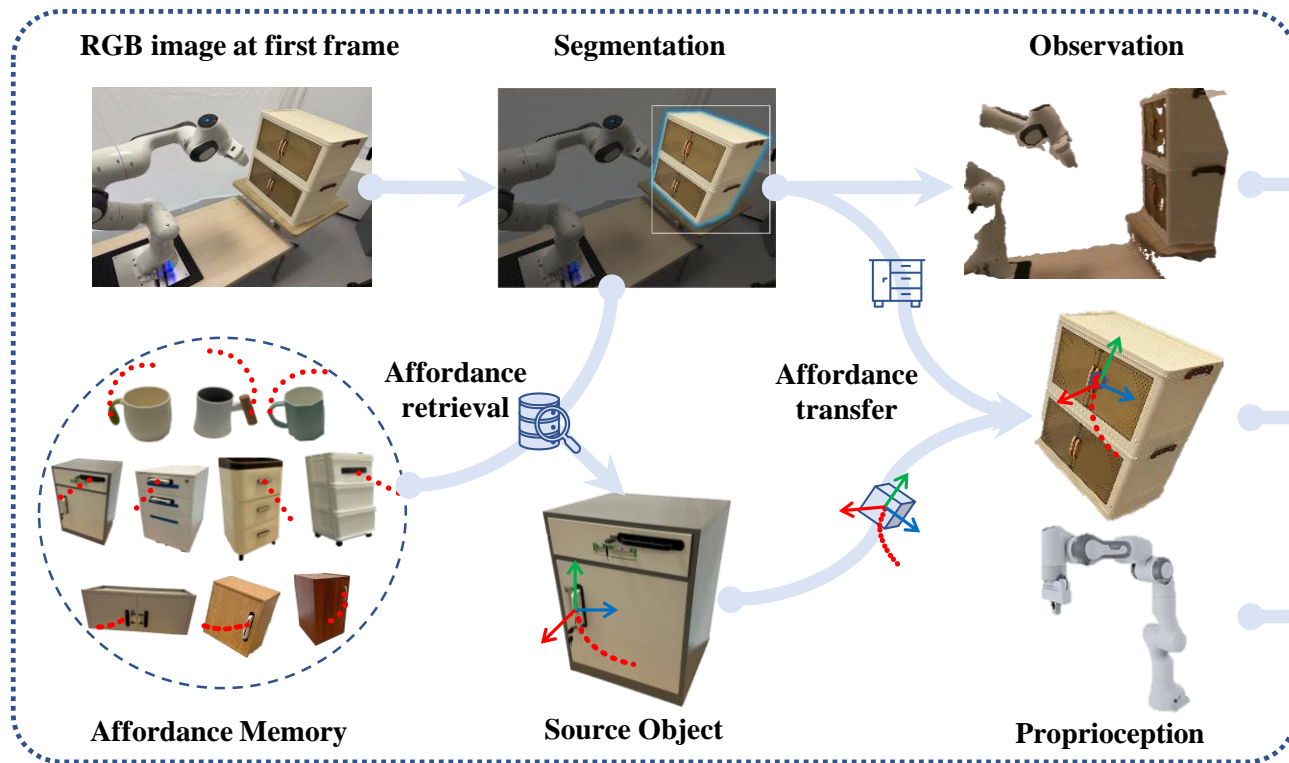 RGB image at first frame
Segmentation
Observation
Affordance
retrieval
Affordance
transfer
Affordance Memory
Source Object
Proprioception